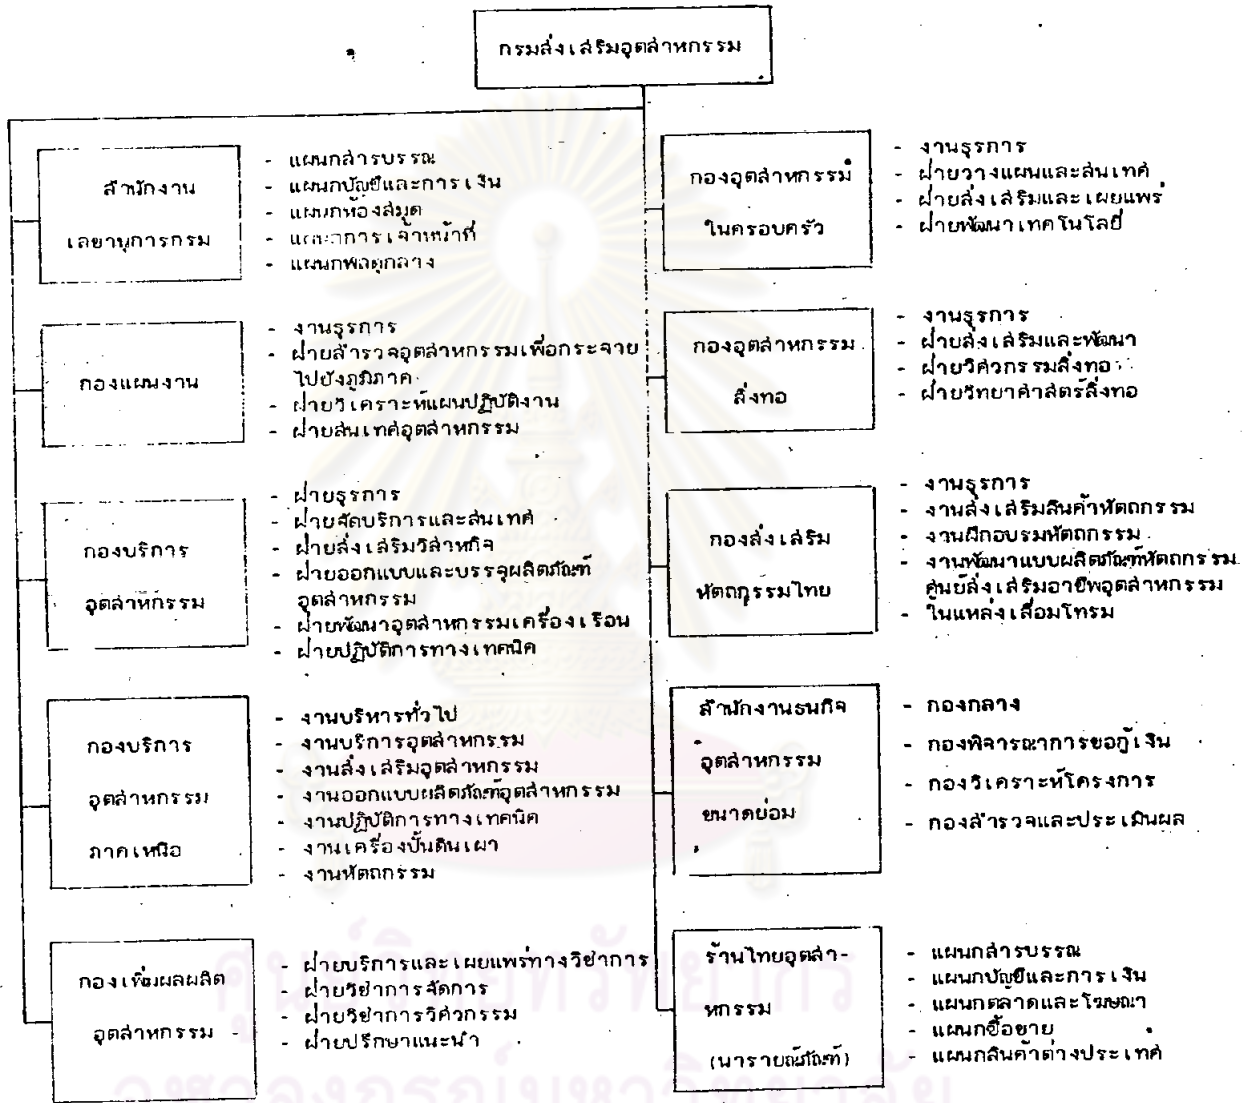 กรมส่งเสริมอุตสาหกรรม
สำนักงาน
เลขานุการกรม
- แผนกสารบรรณ
- แผนกบัญชีและการเงิน
- แผนกห้องสมุด
- แผนกการเจ้าหน้าที่
- แผนกพัสดุกลาง
กองแผนงาน
- งานธุรการ
- ฝ่ายสำรวจอุตสาหกรรมเพื่อกระจาย
ไปยังภูมิภาค
- ฝ่ายวิเคราะห์แผนปฏิบัติงาน
- ฝ่ายสนเทศอุตสาหกรรม
กองบริการ
อุตสาหกรรม
- ฝ่ายธุรการ
- ฝ่ายจัดบริการและสนเทศ
- ฝ่ายส่งเสริมวิสาหกิจ
- ฝ่ายออกแบบและบรรจุผลิตภัณฑ์
อุตสาหกรรม
- ฝ่ายพัฒนาอุตสาหกรรมเครื่องเรือน
- ฝ่ายปฏิบัติการทางเทคนิค
กองบริการ
อุตสาหกรรม
ภาคเหนือ
- งานบริหารทั่วไป
- งานบริการอุตสาหกรรม
- งานส่งเสริมอุตสาหกรรม
- งานออกแบบผลิตภัณฑ์อุตสาหกรรม
- งานปฏิบัติการทางเทคนิค
- งานเครื่องปั้นดินเผา
- งานหัตถกรรม
กองเพิ่มผลผลิต
อุตสาหกรรม
- ฝ่ายบริการและเผยแพร่ทางวิชาการ
- ฝ่ายวิชาการจัดการ
- ฝ่ายวิชาการวิศวกรรม
- ฝ่ายปรึกษาแนะนำ
กองอุตสาหกรรม
ในครอบครัว
- งานธุรการ
- ฝ่ายวางแผนและสนเทศ
- ฝ่ายส่งเสริมและเผยแพร่
- ฝ่ายพัฒนาเทคโนโลยี่
กองอุตสาหกรรม
สิ่งทอ
- งานธุรการ
- ฝ่ายส่งเสริมและพัฒนา
- ฝ่ายวิศวกรรมสิ่งทอ
- ฝ่ายวิทยาศาสตร์สิ่งทอ
กองส่งเสริม
หัตถกรรมไทย
- งานธุรการ
- งานส่งเสริมสินค้าหัตถกรรม
- งานฝึกอบรมหัตถกรรม
- งานพัฒนาแบบผลิตภัณฑ์หัตถกรรม
ศูนย์ส่งเสริมอาชีพอุตสาหกรรม
- ในแหล่งเสื่อมโทรม
สำนักงานธนกิจ
อุตสาหกรรม
ขนาดย่อม
- กองกลาง
- กองพิจารณาการขอกู้เงิน
- กองวิเคราะห์โครงการ
- กองสำรวจและประเมินผล
ร้านไทยอุตสา-
หกรรม
(นารายณ์ภัณฑ์)
- แผนกสารบรรณ
- แผนกบัญชีและการเงิน
- แผนกตลาดและโฆษณา
- แผนกซื้อขาย
- แผนกสินค้าต่างประเทศ
ศูนย์วิทยทรัพยากร
จุฬาลงกรณ์มหาวิทยาลัย